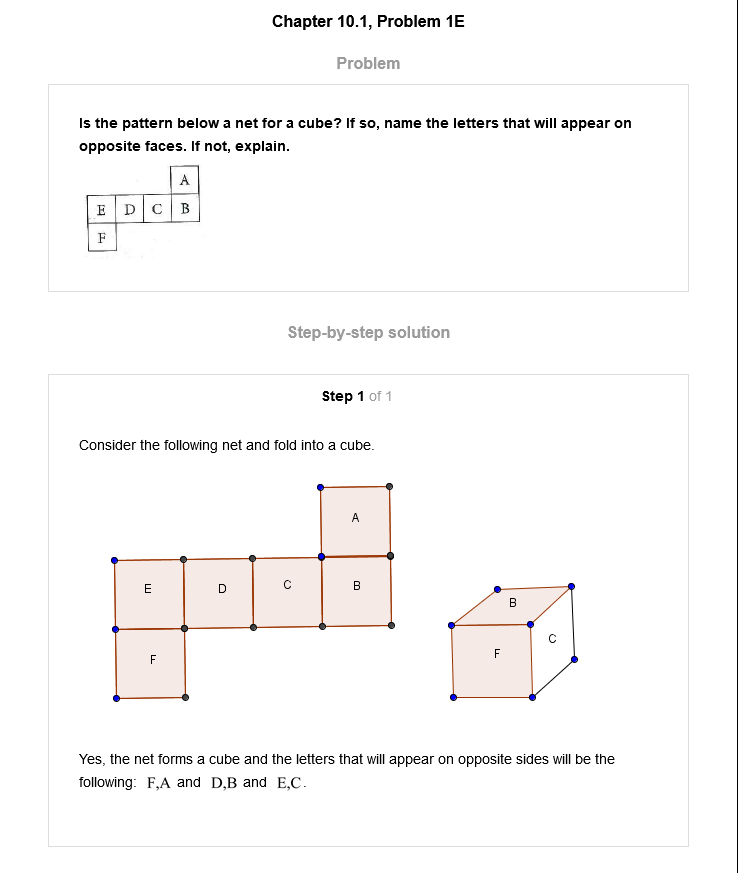 Chapter 10.1, Problem 1E
Problem
Is the pattern below a net for a cube? If so, name the letters that will appear on
opposite faces. If not, explain.
A
E D C B
F
Step-by-step solution
Step 1 of 1
Consider the following net and fold into a cube.
A
E D C B
F
B
C
F
Yes, the net forms a cube and the letters that will appear on opposite sides will be the
following: F,A and D,B and E,C.